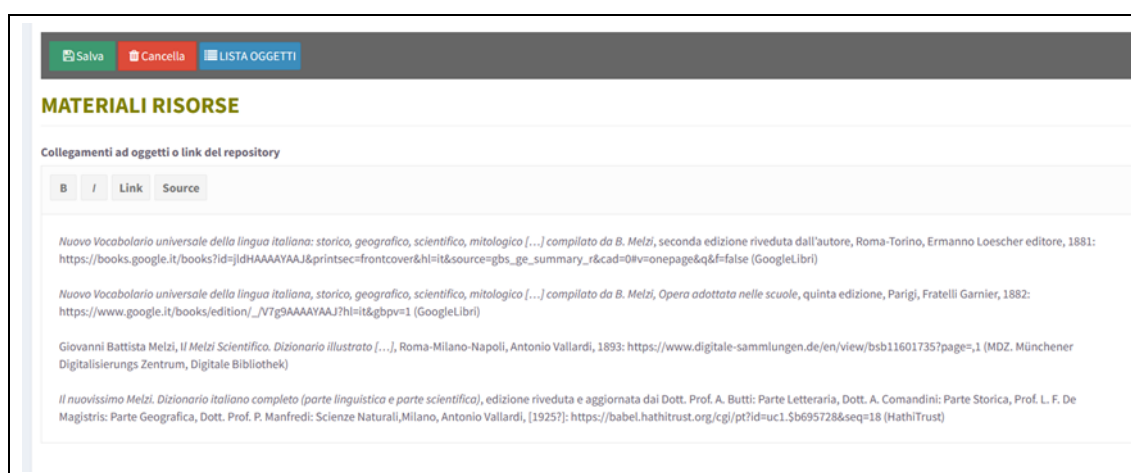 Salva Cancella LISTA OGGETTI
MATERIALI RISORSE
Collegamenti ad oggetti o link del repository
B I Link Source
Nuovo Vocabolario universale della lingua italiana: storico, geografico, scientifico, mitologico [...] compilato da B. Melzi, seconda edizione riveduta dall'autore, Roma-Torino, Ermanno Loescher editore, 1881:
https://books.google.it/books?id=jldHAAAAYAAJ&printsec=frontcover&hl=it&source=gbs_ge_summary_r&cad=0#v=onepage&q&f=false (GoogleLibri)
Nuovo Vocabolario universale della lingua italiana, storico, geografico, scientifico, mitologico [...] compilato da B. Melzi, Opera adottata nelle scuole, quinta edizione, Parigi, Fratelli Garnier, 1882:
https://www.google.it/books/edition/_/V7g9AAAAYAAJ?hl=it&gbpv=1 (GoogleLibri)
Giovanni Battista Melzi, Il Melzi Scientifico. Dizionario illustrato [...], Roma-Milano-Napoli, Antonio Vallardi, 1893: https://www.digitale-sammlungen.de/en/view/bsb11601735?page=,1 (MDZ. Münchener
Digitalisierungs Zentrum, Digitale Bibliothek)
Il nuovissimo Melzi. Dizionario italiano completo (parte linguistica e parte scientifica), edizione riveduta e aggiornata dai Dott. Prof. A. Butti: Parte Letteraria, Dott. A. Comandini: Parte Storica, Prof. L. F. De
Magistris: Parte Geografica, Dott. Prof. P. Manfredi: Scienze Naturali,Milano, Antonio Vallardi, [1925?]: https://babel.hathitrust.org/cgi/pt?id=uc1.$b695728&seq=18 (HathiTrust)